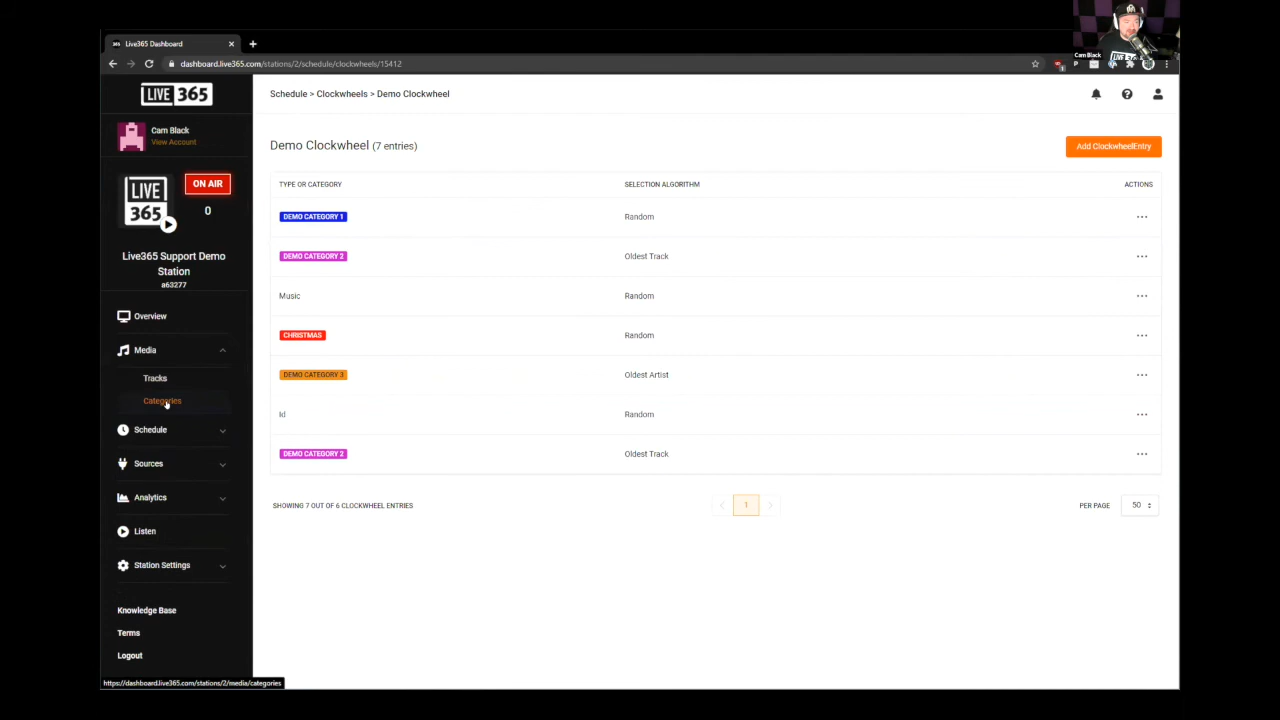 Live365 Dashboard
dashboard.live365.com/stations/2/schedule/clockwheels/15412
Cam Black
LIVE 365
Schedule > Clockwheels > Demo Clockwheel
Cam Black
View Account
LIVE
365
ON AIR
0
Live365 Support Demo
Station
a63277
Overview
Media
Tracks
Categories
Schedule
Sources
Analytics
Listen
Station Settings
Knowledge Base
Terms
Logout
Demo Clockwheel (7 entries)
Add ClockwheelEntry
TYPE OR CATEGORY SELECTION ALGORITHM ACTIONS
DEMO CATEGORY 1 Random
DEMO CATEGORY 2 Oldest Track
Music Random
CHRISTMAS Random
DEMO CATEGORY 3 Oldest Artist
Id Random
DEMO CATEGORY 2 Oldest Track
SHOWING 7 OUT OF 6 CLOCKWHEEL ENTRIES 1 PER PAGE 50
https://dashboard.live365.com/stations/2/media/categories